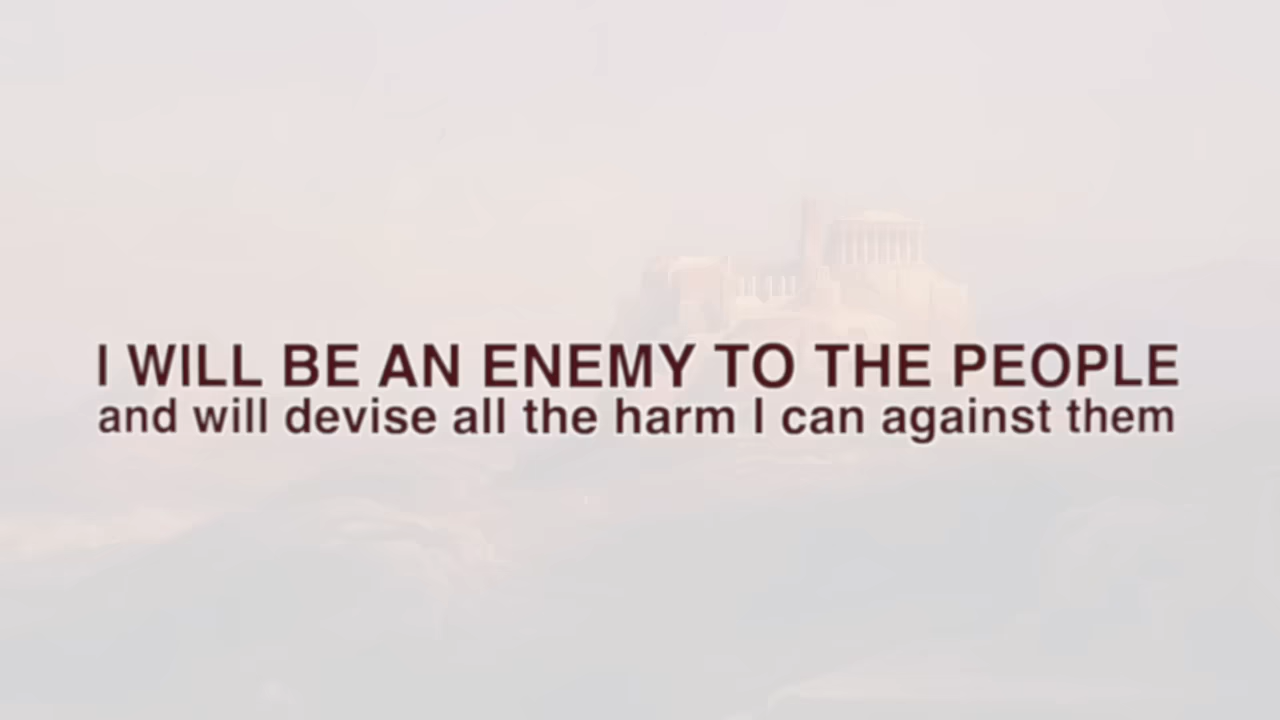 I WILL BE AN ENEMY TO THE PEOPLE
and will devise all the harm I can against them